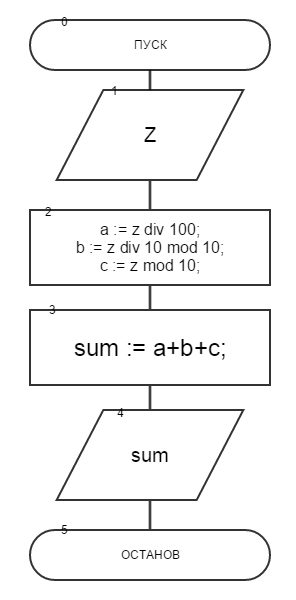 0
ПУСК
1
Z
2
a := z div 100;
b := z div 10 mod 10;
c := z mod 10;
3
sum := a+b+c;
4
sum
5
ОСТАНОВ